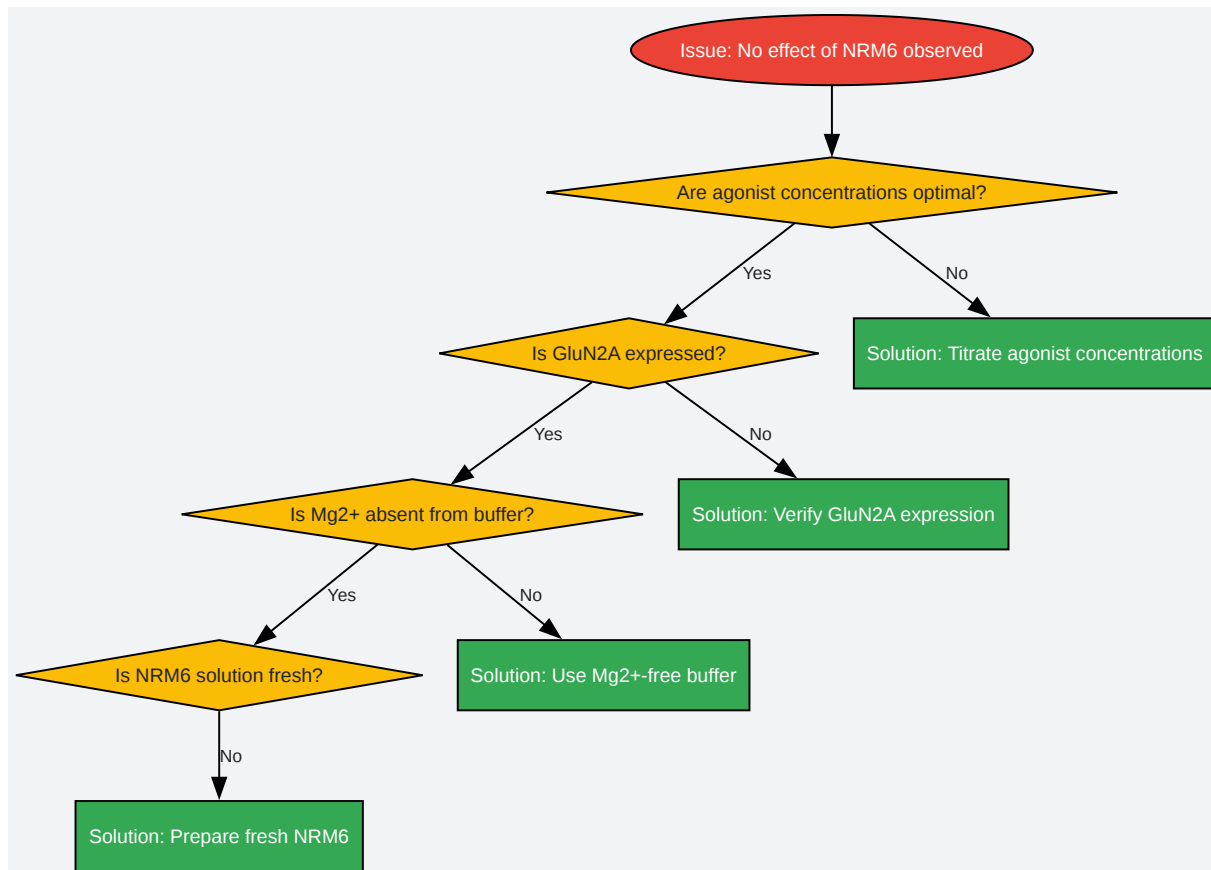 Issue: No effect of NRM6 observed
Are agonist concentrations optimal?
Yes
No
Is GluN2A expressed?
Solution: Titrate agonist concentrations
Yes
No
Is Mg2+ absent from buffer?
Solution: Verify GluN2A expression
Yes
No
Is NRM6 solution fresh?
Solution: Use Mg2+-free buffer
No
Solution: Prepare fresh NRM6